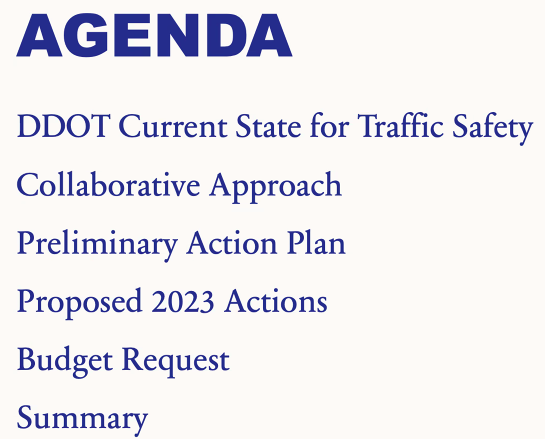 AGENDA
DDOT Current State for Traffic Safety
Collaborative Approach
Preliminary Action Plan
Proposed 2023 Actions
Budget Request
Summary